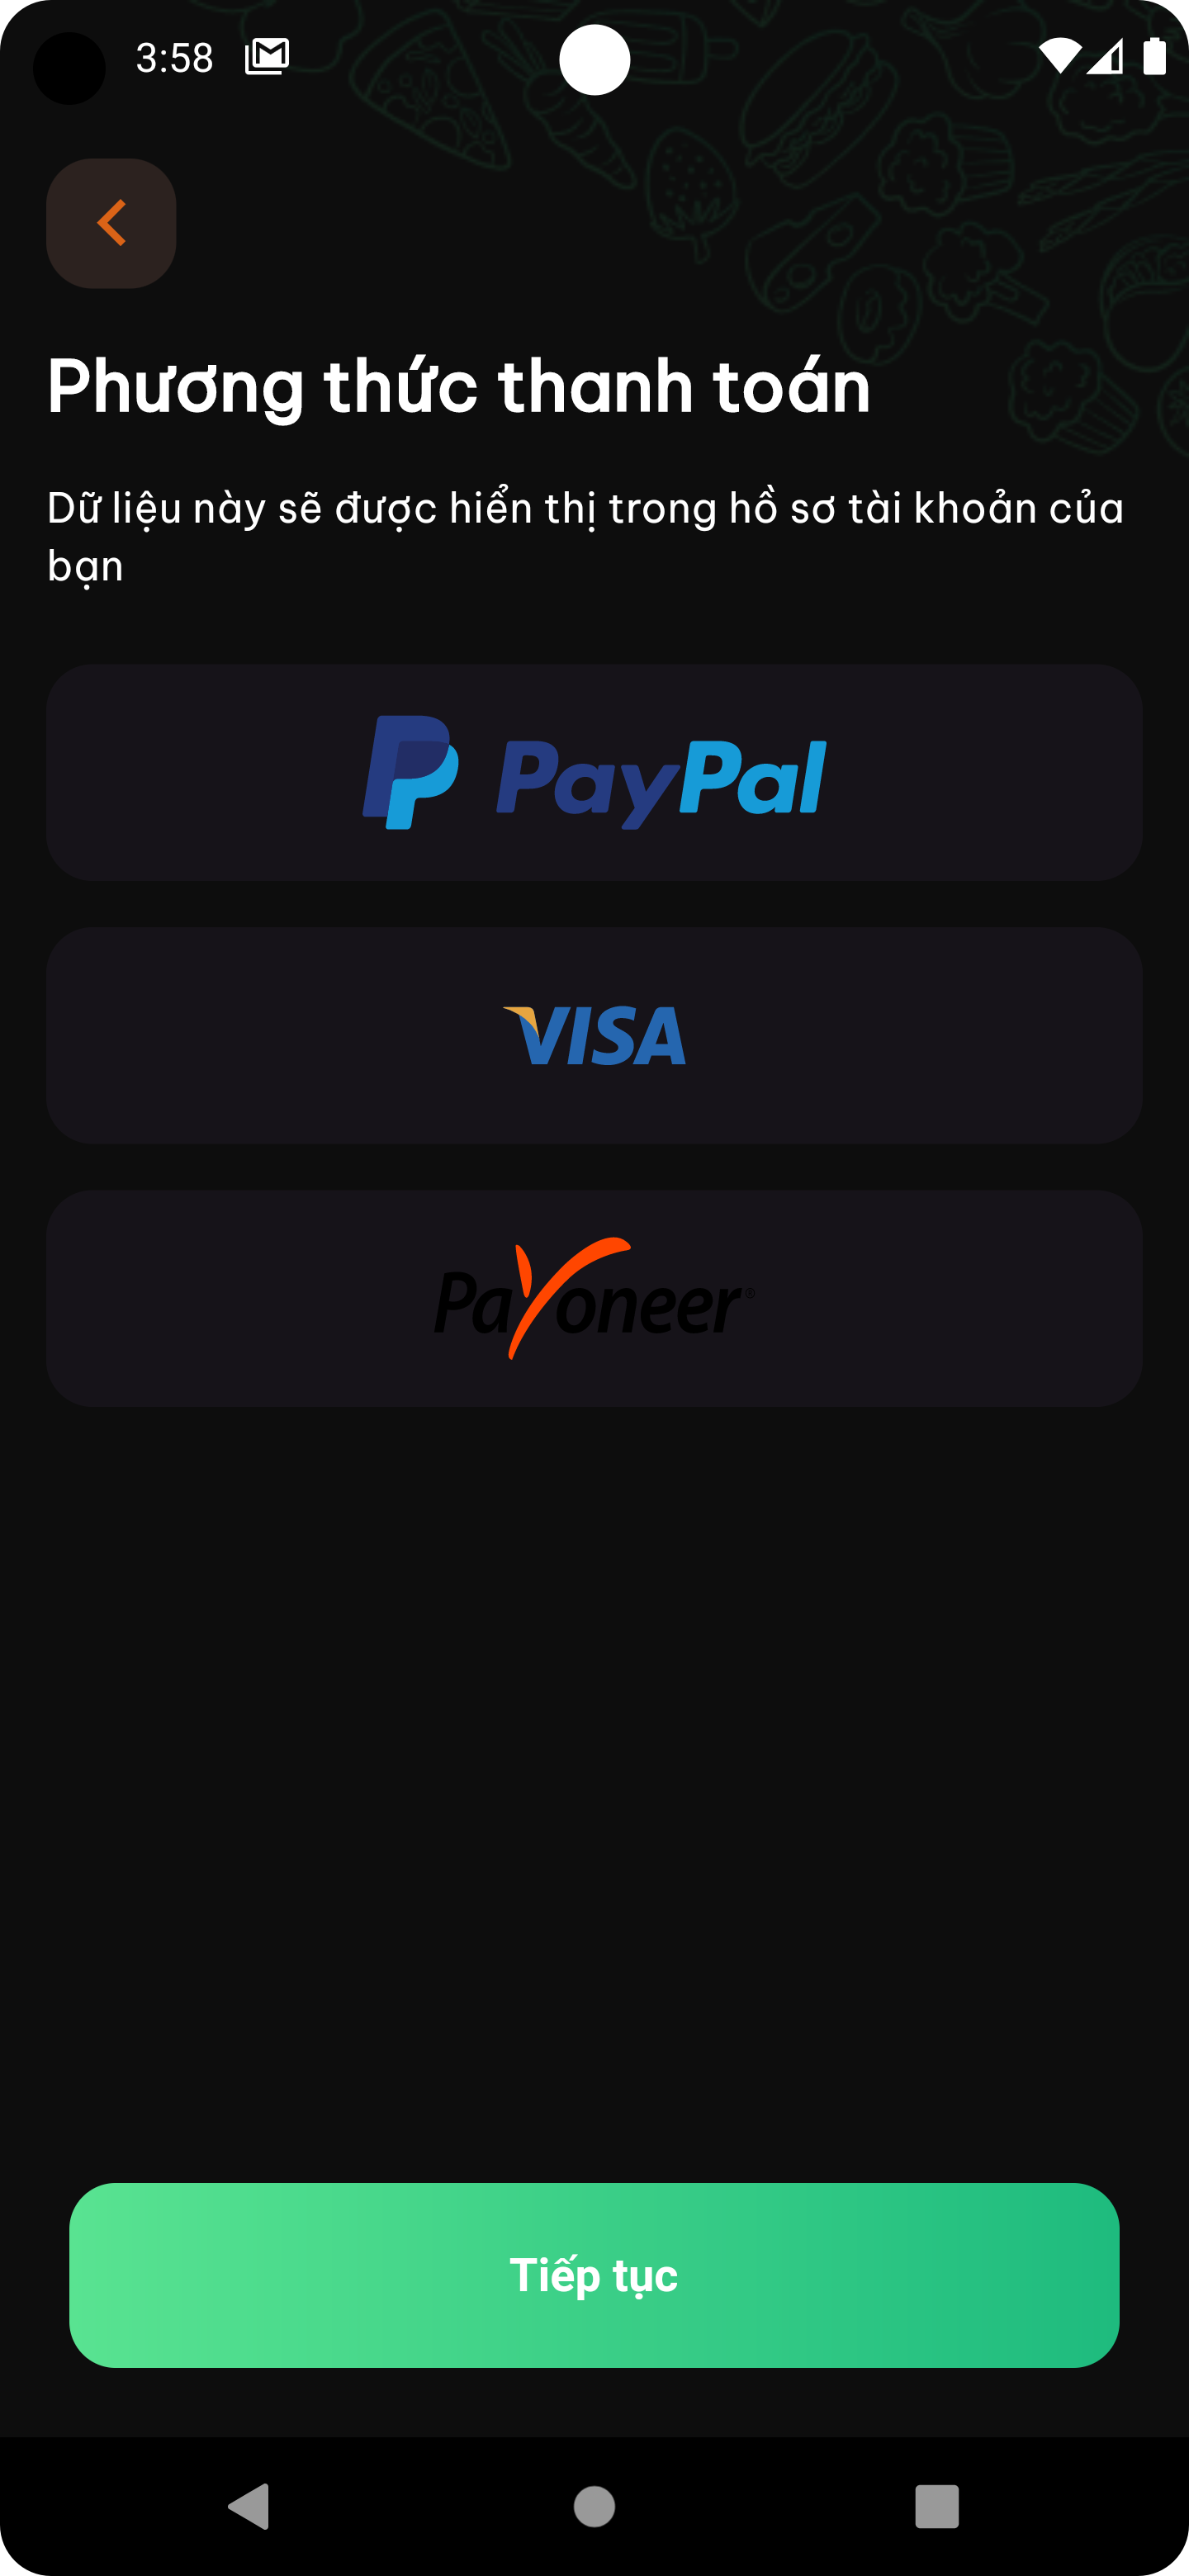 3:58
Phương thức thanh toán
Dữ liệu này sẽ được hiển thị trong hồ sơ tài khoản của
bạn
PayPal
VISA
Payoneer®
Tiếp tục